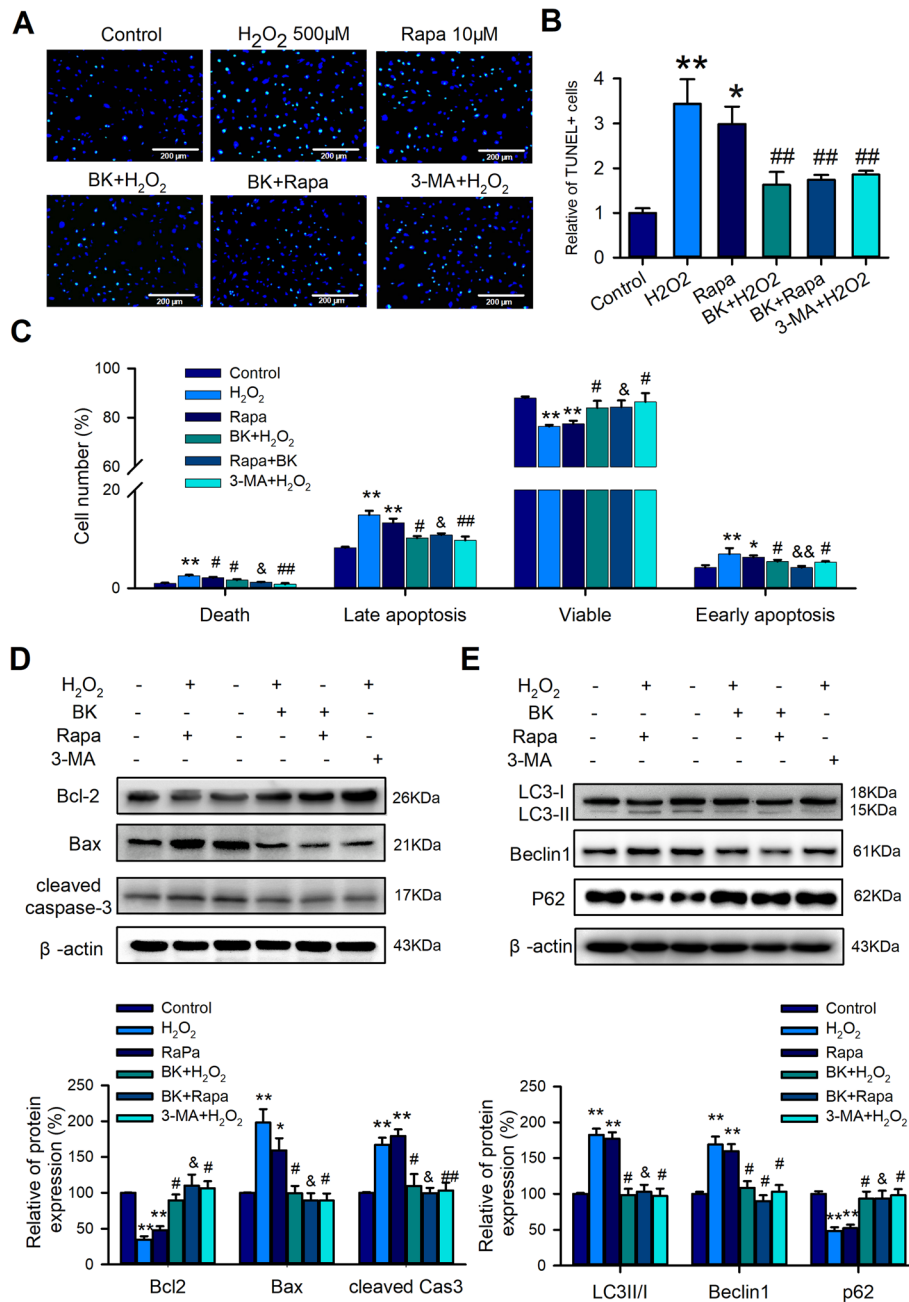 A
Control
H2O2 500μM
Rapa 10μM
200 μm
200 μm
200 μm
BK+H2O2
BK+Rapa
3-MA+H2O2
200 μm
200 μm
200 μm
B
Relative of TUNEL+ cells
5
4
3
2
1
0
**
*
##
##
##
Control
H2O2
Rapa
BK+H2O2
BK+Rapa
3-MA+H2O2
C
Cell number (%)
100
80
60
20
0
Control
H2O2
Rapa
BK+H2O2
Rapa+BK
3-MA+H2O2
** # # & ##
** ** # & ##
** ** # & #
** * # && #
Death
Late apoptosis
Viable
Eearly apoptosis
D
H2O2 - + - + - +
BK - - - + + -
Rapa - + - - + -
3-MA - - - - - +
Bcl-2 26KDa
Bax 21KDa
cleaved
caspase-3 17KDa
β -actin 43KDa
Control
H2O2
RaPa
BK+H2O2
BK+Rapa
3-MA+H2O2
Relative of protein
expression (%)
250
200
150
100
50
0
** ** # & #
** * # & #
** ** # & ##
Bcl2
Bax
cleaved Cas3
E
H2O2 - + - + - +
BK - - - + + -
Rapa - + - - + -
3-MA - - - - - +
LC3-I 18KDa
LC3-II 15KDa
Beclin1 61KDa
P62 62KDa
β -actin 43KDa
Control
H2O2
Rapa
BK+H2O2
BK+Rapa
3-MA+H2O2
Relative of protein
expression (%)
250
200
150
100
50
0
** ** # & #
** ** # & #
** ** # & #
LC3II/I
Beclin1
p62